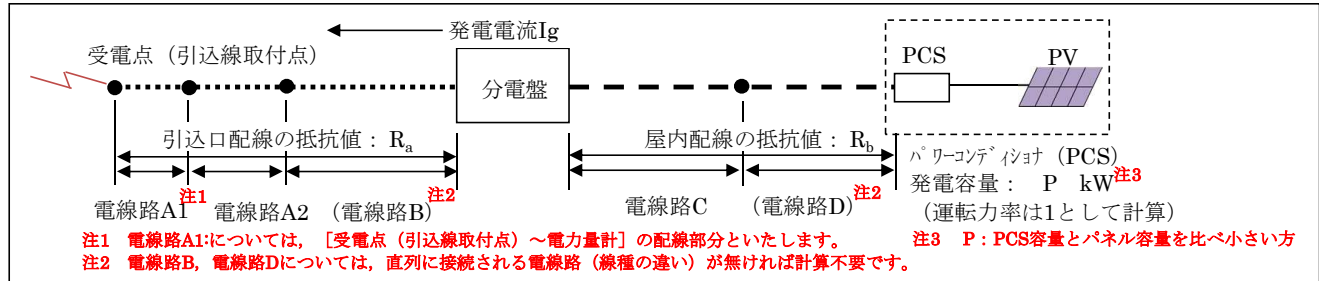 発電電流Ig
受電点（引込線取付点）
分電盤
PCS
PV
引込口配線の抵抗値：Ra
屋内配線の抵抗値：Rb
電線路A1注1
電線路A2
（電線路B）注2
電線路C
（電線路D）注2
ﾊﾟﾜｰｺﾝﾃﾞｨｼｮﾅ（PCS）
発電容量： P kW注3
（運転力率は1として計算）
注1 電線路A1:については，［受電点（引込線取付点）～電力量計］の配線部分といたします。
注3 P：PCS容量とパネル容量を比べ小さい方
注2 電線路B，電線路Dについては，直列に接続される電線路（線種の違い）が無ければ計算不要です。